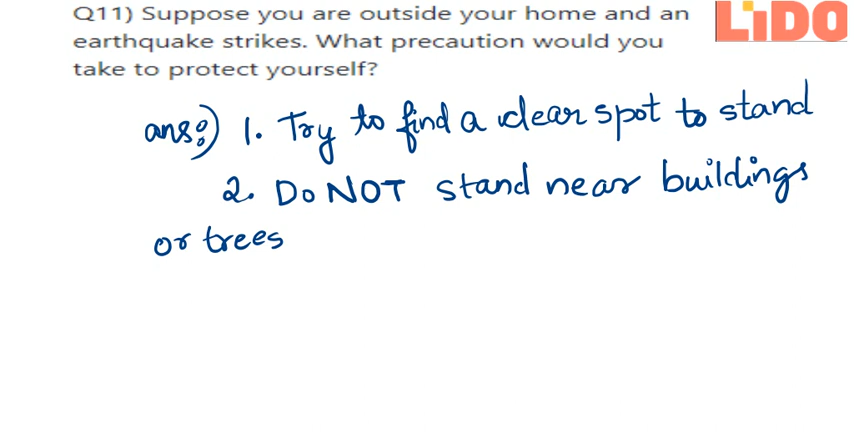 Q11) Suppose you are outside your home and an
earthquake strikes. What precaution would you
take to protect yourself?
LiDO
ans:) 1. Try to find a clear spot to stand
2. Do NOT stand near buildings
or trees